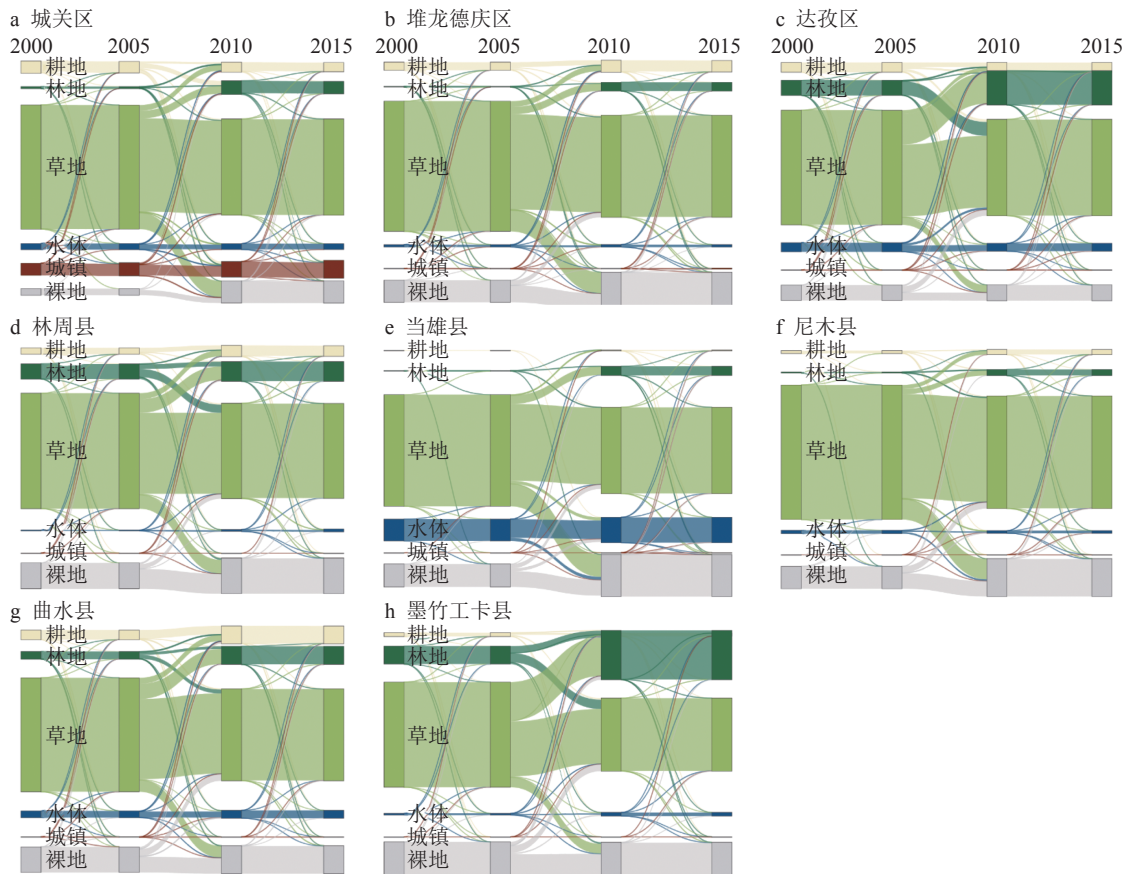 a 城关区
2000 2005 2010 2015
耕地
林地
草地
水体
城镇
裸地
b 堆龙德庆区
2000 2005 2010 2015
耕地
林地
草地
水体
城镇
裸地
c 达孜区
2000 2005 2010 2015
耕地
林地
草地
水体
城镇
裸地
d 林周县
耕地
林地
草地
水体
城镇
裸地
e 当雄县
耕地
林地
草地
水体
城镇
裸地
f 尼木县
耕地
林地
草地
水体
城镇
裸地
g 曲水县
耕地
林地
草地
水体
城镇
裸地
h 墨竹工卡县
耕地
林地
草地
水体
城镇
裸地